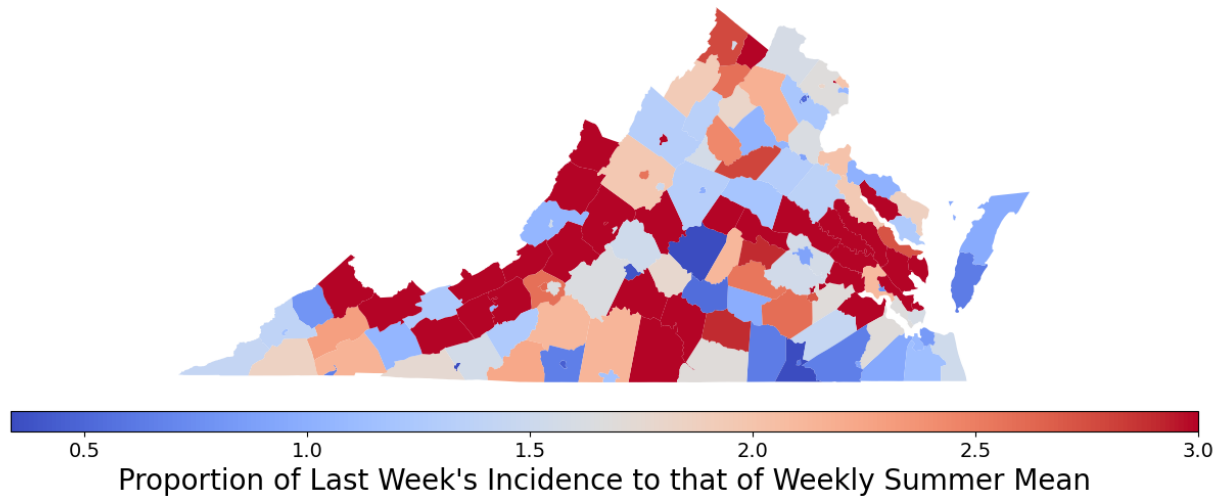 0.5 1.0 1.5 2.0 2.5 3.0
Proportion of Last Week's Incidence to that of Weekly Summer Mean